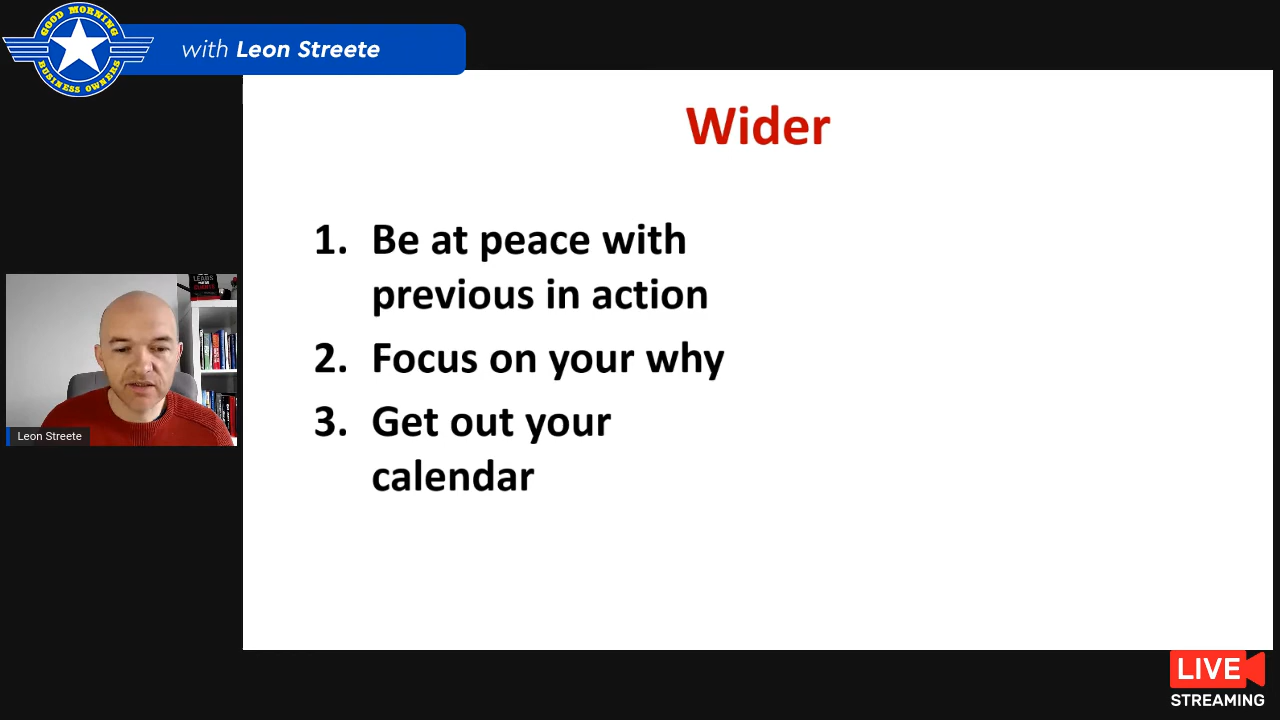 GOOD MORNING
BUSINESS OWNERS
with Leon Streete
Wider
1. Be at peace with
previous in action
2. Focus on your why
3. Get out your
calendar
LEADS
Leon Streete
LIVE
STREAMING